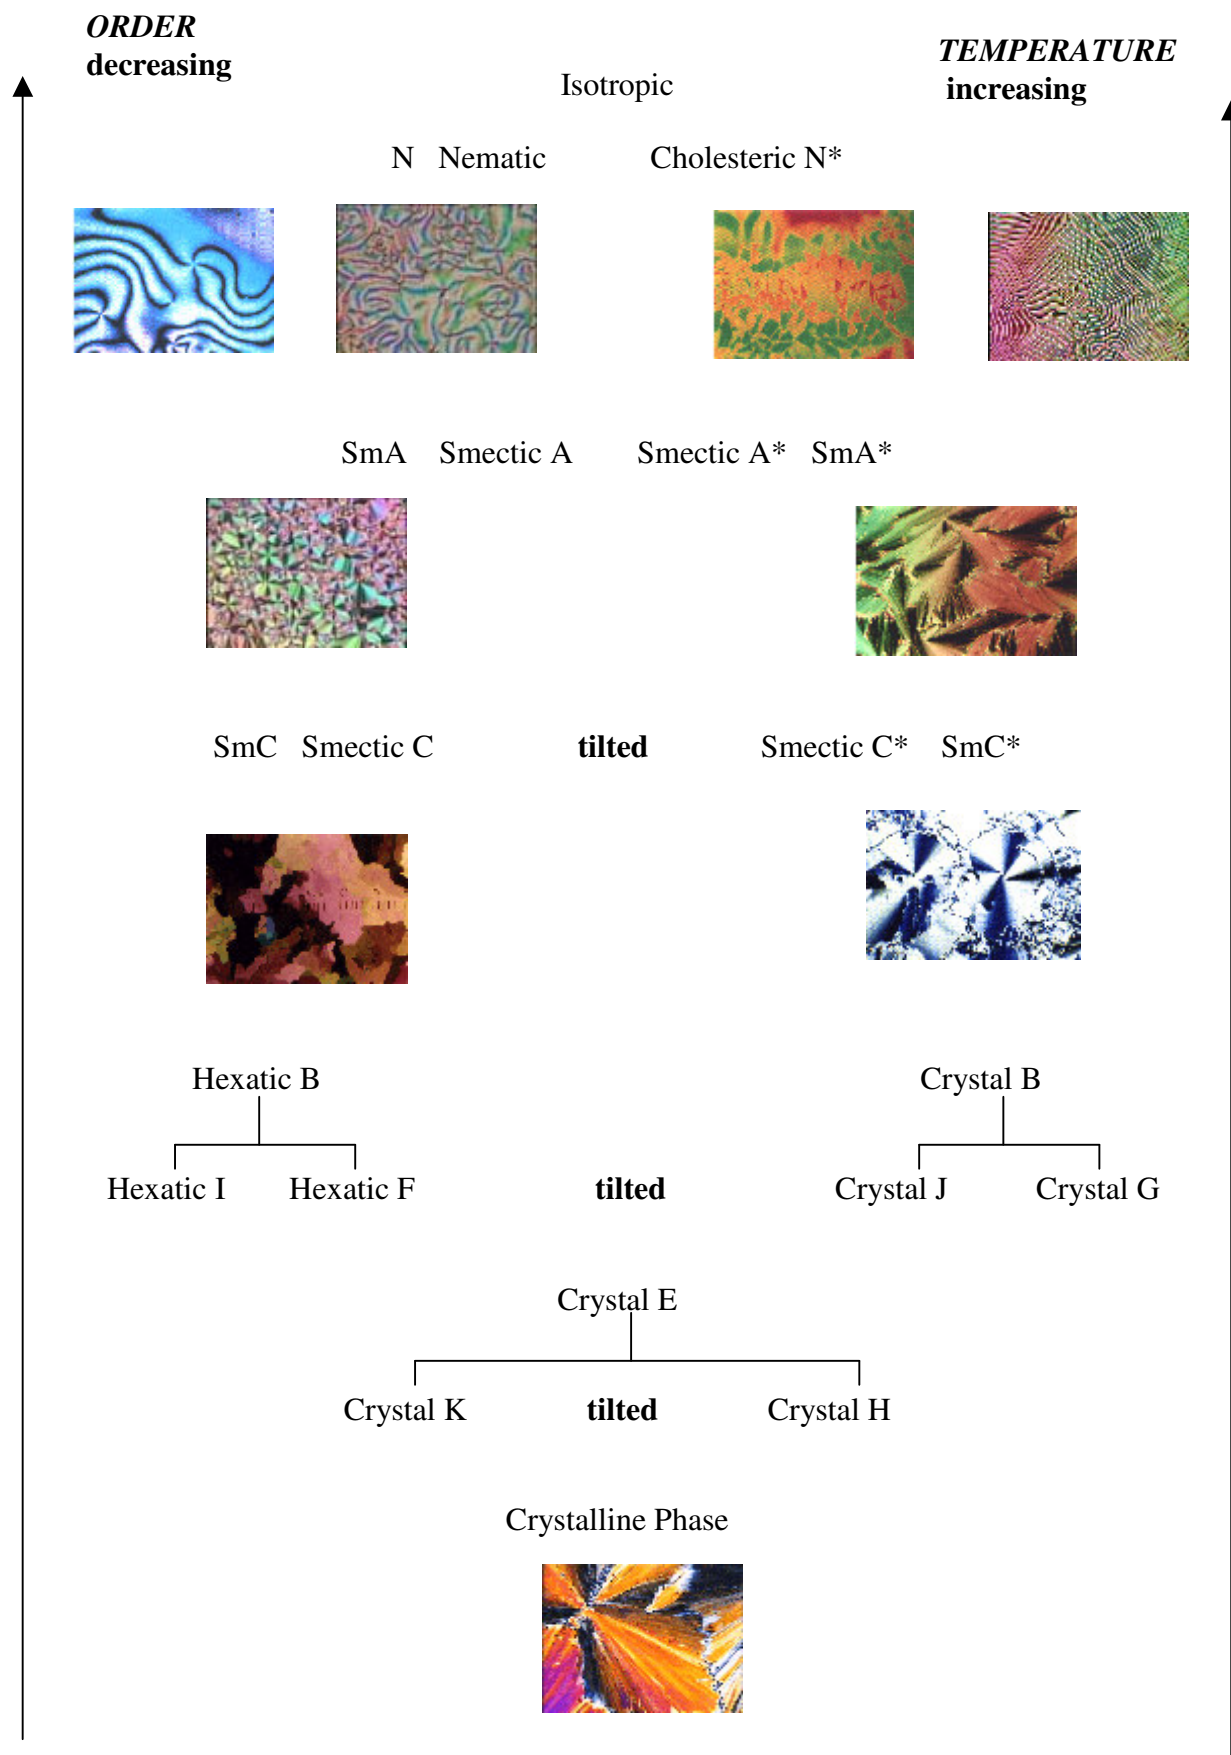 ORDER
decreasing
TEMPERATURE
increasing
Isotropic
N Nematic Cholesteric N*
SmA Smectic A Smectic A* SmA*
SmC Smectic C tilted Smectic C* SmC*
Hexatic B Crystal B
Hexatic I Hexatic F tilted Crystal J Crystal G
Crystal E
Crystal K tilted Crystal H
Crystalline Phase